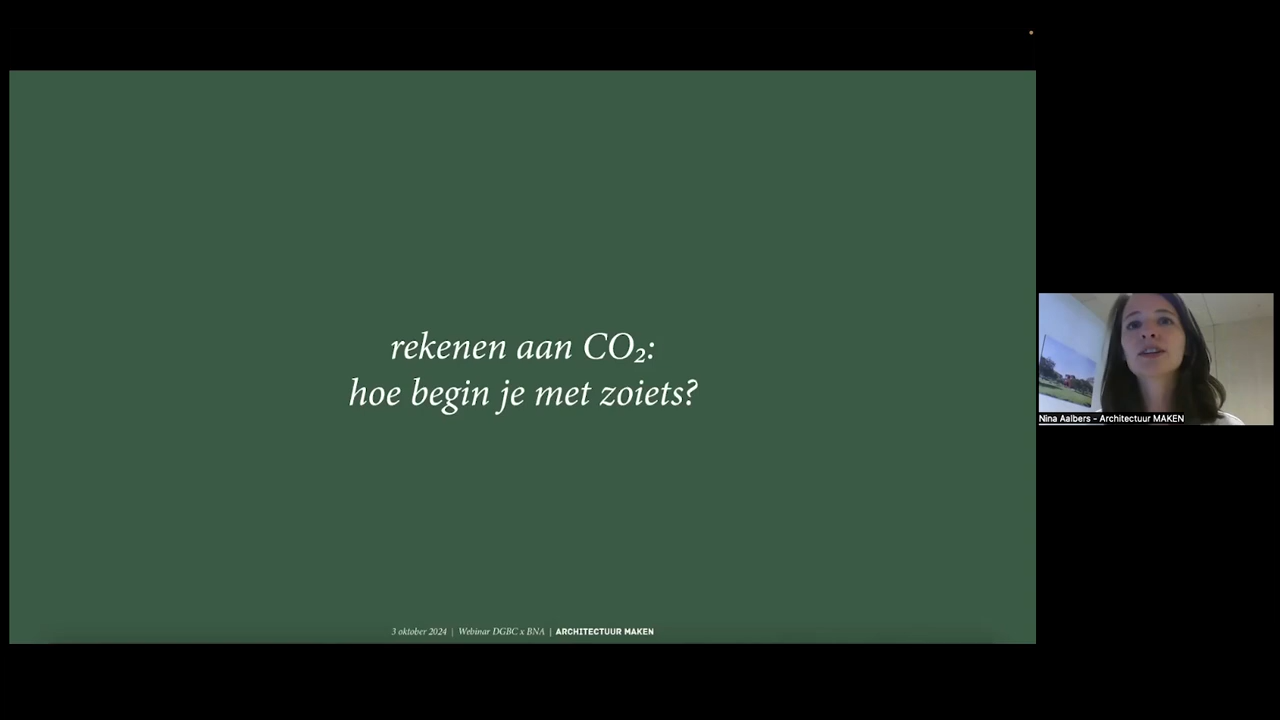 rekenen aan CO₂:
hoe begin je met zoiets?
Nina Aalbers - Architectuur MAKEN
3 oktober 2024 | Webinar DGBC x BNA | ARCHITECTUUR MAKEN